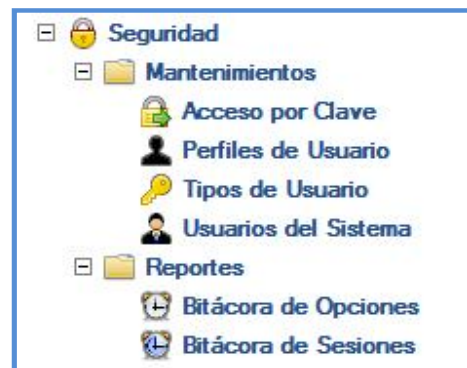 Seguridad
Mantenimientos
Acceso por Clave
Perfiles de Usuario
Tipos de Usuario
Usuarios del Sistema
Reportes
Bitácora de Opciones
Bitácora de Sesiones